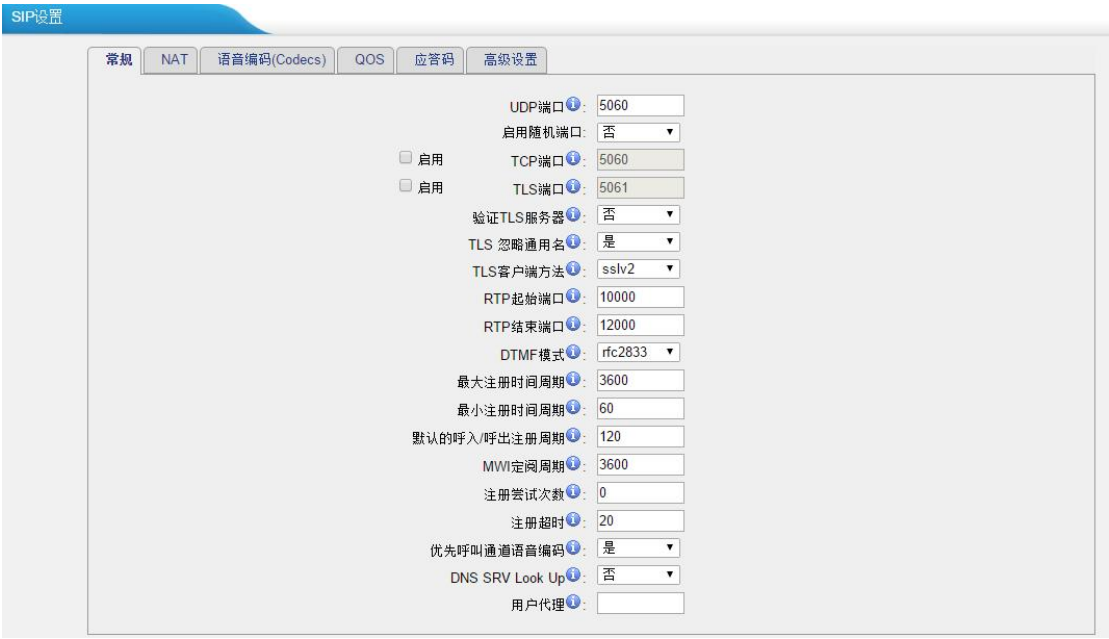 SIP设置
常规 NAT 语音编码(Codecs) QOS 应答码 高级设置
UDP端口: 5060
启用随机端口: 否
启用 TCP端口: 5060
启用 TLS端口: 5061
验证TLS服务器: 否
TLS 忽略通用名: 是
TLS客户端方法: sslv2
RTP起始端口: 10000
RTP结束端口: 12000
DTMF模式: rfc2833
最大注册时间周期: 3600
最小注册时间周期: 60
默认的呼入/呼出注册周期: 120
MWI定阅周期: 3600
注册尝试次数: 0
注册超时: 20
优先呼叫通道语音编码: 是
DNS SRV Look Up: 否
用户代理: